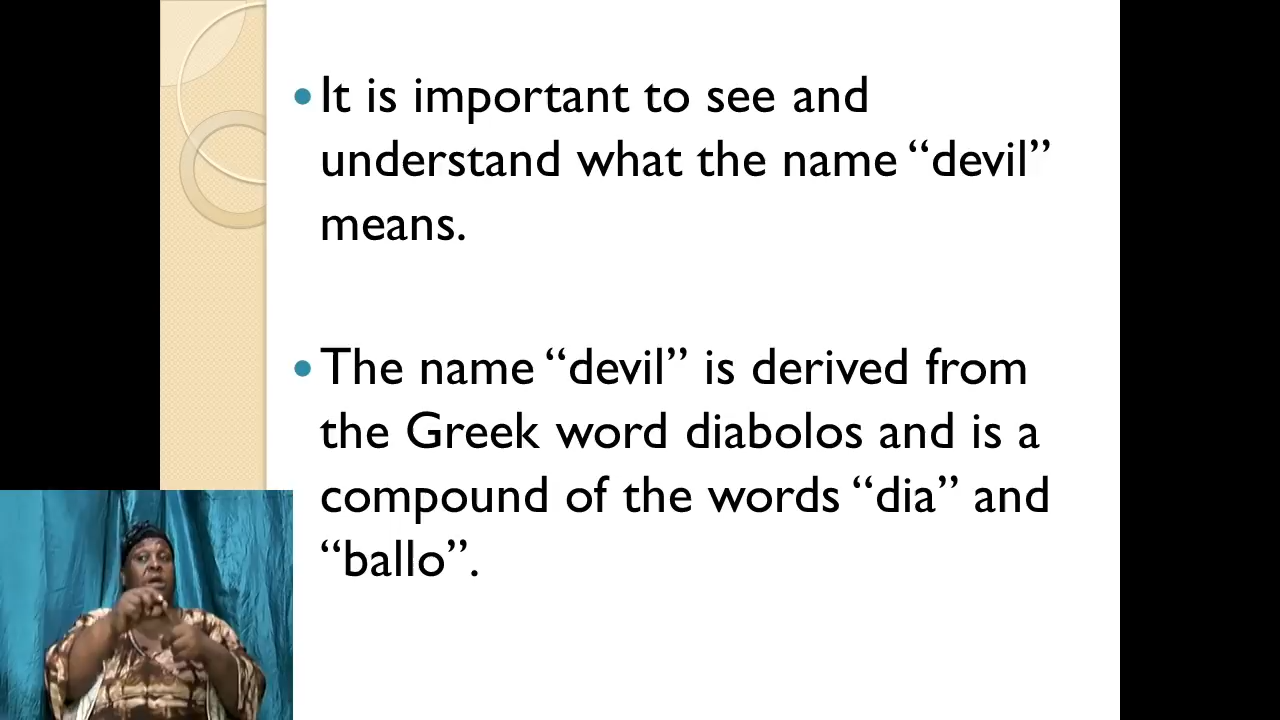 It is important to see and
understand what the name “devil”
means.
The name “devil” is derived from
the Greek word diabolos and is a
compound of the words “dia” and
“ballo”.